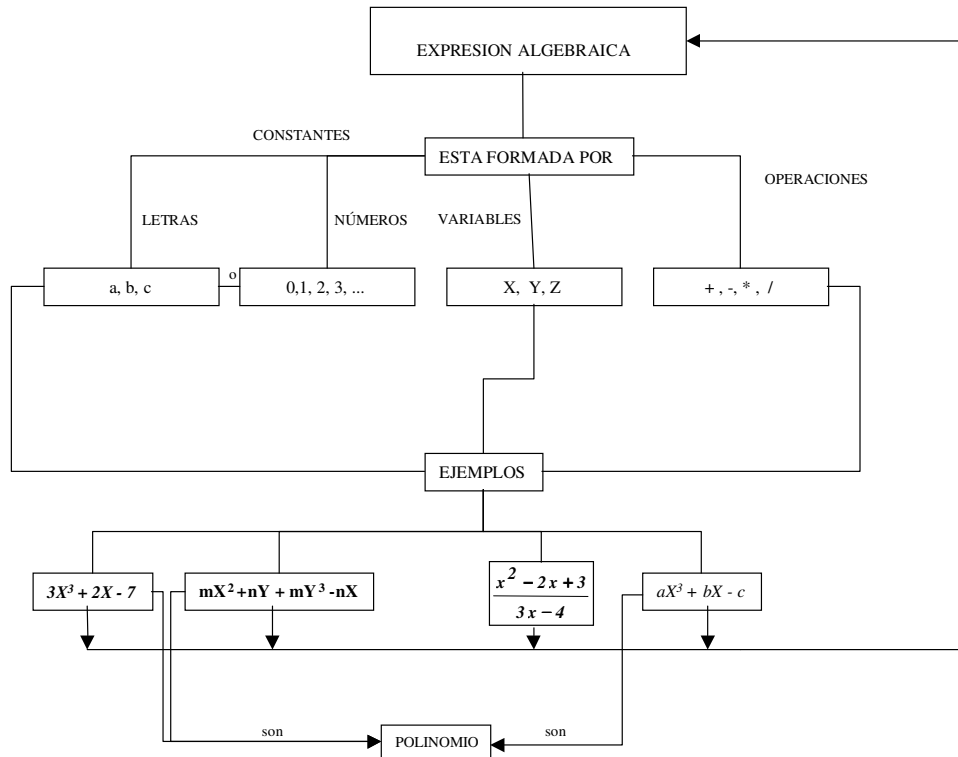 EXPRESION ALGEBRAICA
CONSTANTES
ESTA FORMADA POR
OPERACIONES
LETRAS
NÚMEROS
VARIABLES
a, b, c
o
0,1, 2, 3, ...
X, Y, Z
+ , -, * , /
EJEMPLOS
3X³ + 2X - 7
mX² +nY + mY³ -nX
x² − 2x + 3
3x − 4
aX³ + bX - c
son
POLINOMIO
son